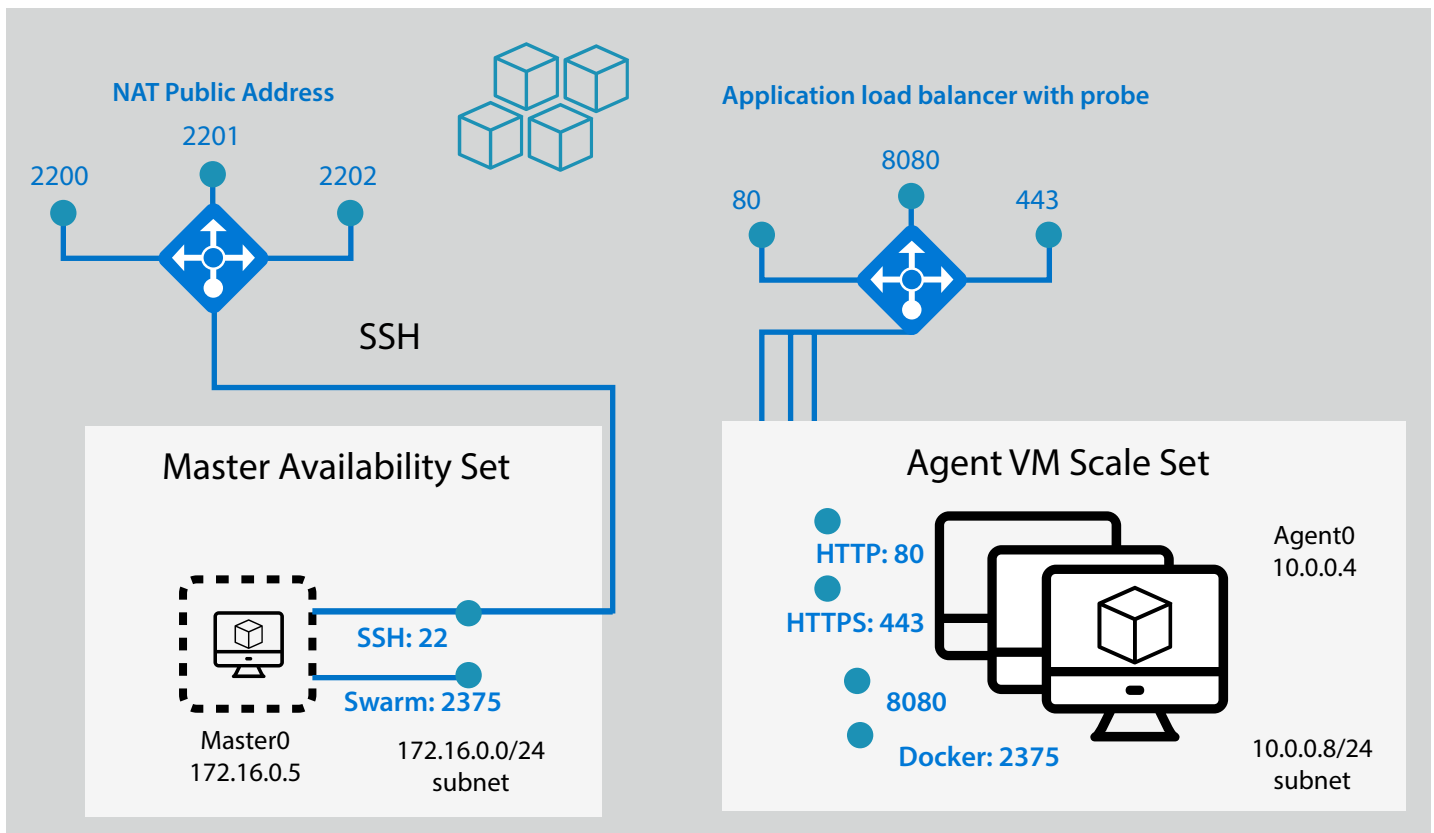 NAT Public Address
2201
2200
2202
SSH
Application load balancer with probe
8080
80
443
Master Availability Set
SSH: 22
Swarm: 2375
Master0
172.16.0.5
172.16.0.0/24
subnet
Agent VM Scale Set
HTTP: 80
HTTPS: 443
8080
Docker: 2375
Agent0
10.0.0.4
10.0.0.8/24
subnet